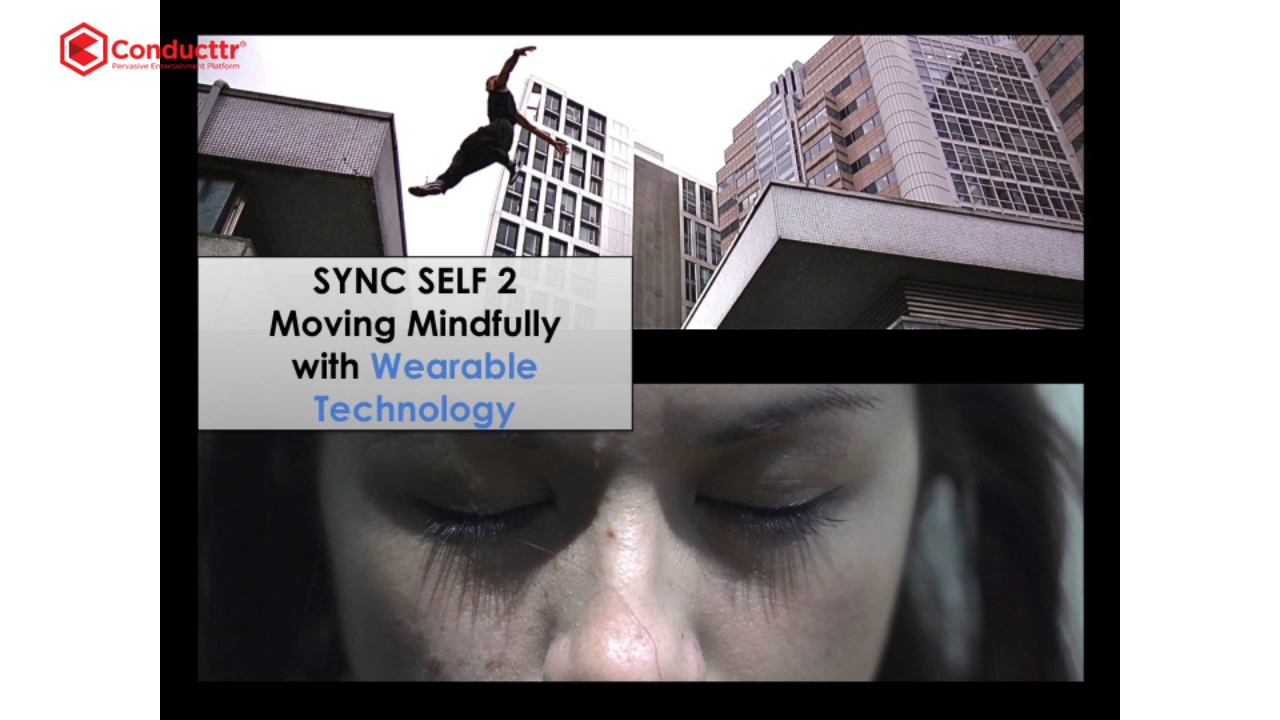 Conducttr®
Pervasive Entertainment Platform
SYNC SELF 2
Moving Mindfully
with Wearable
Technology